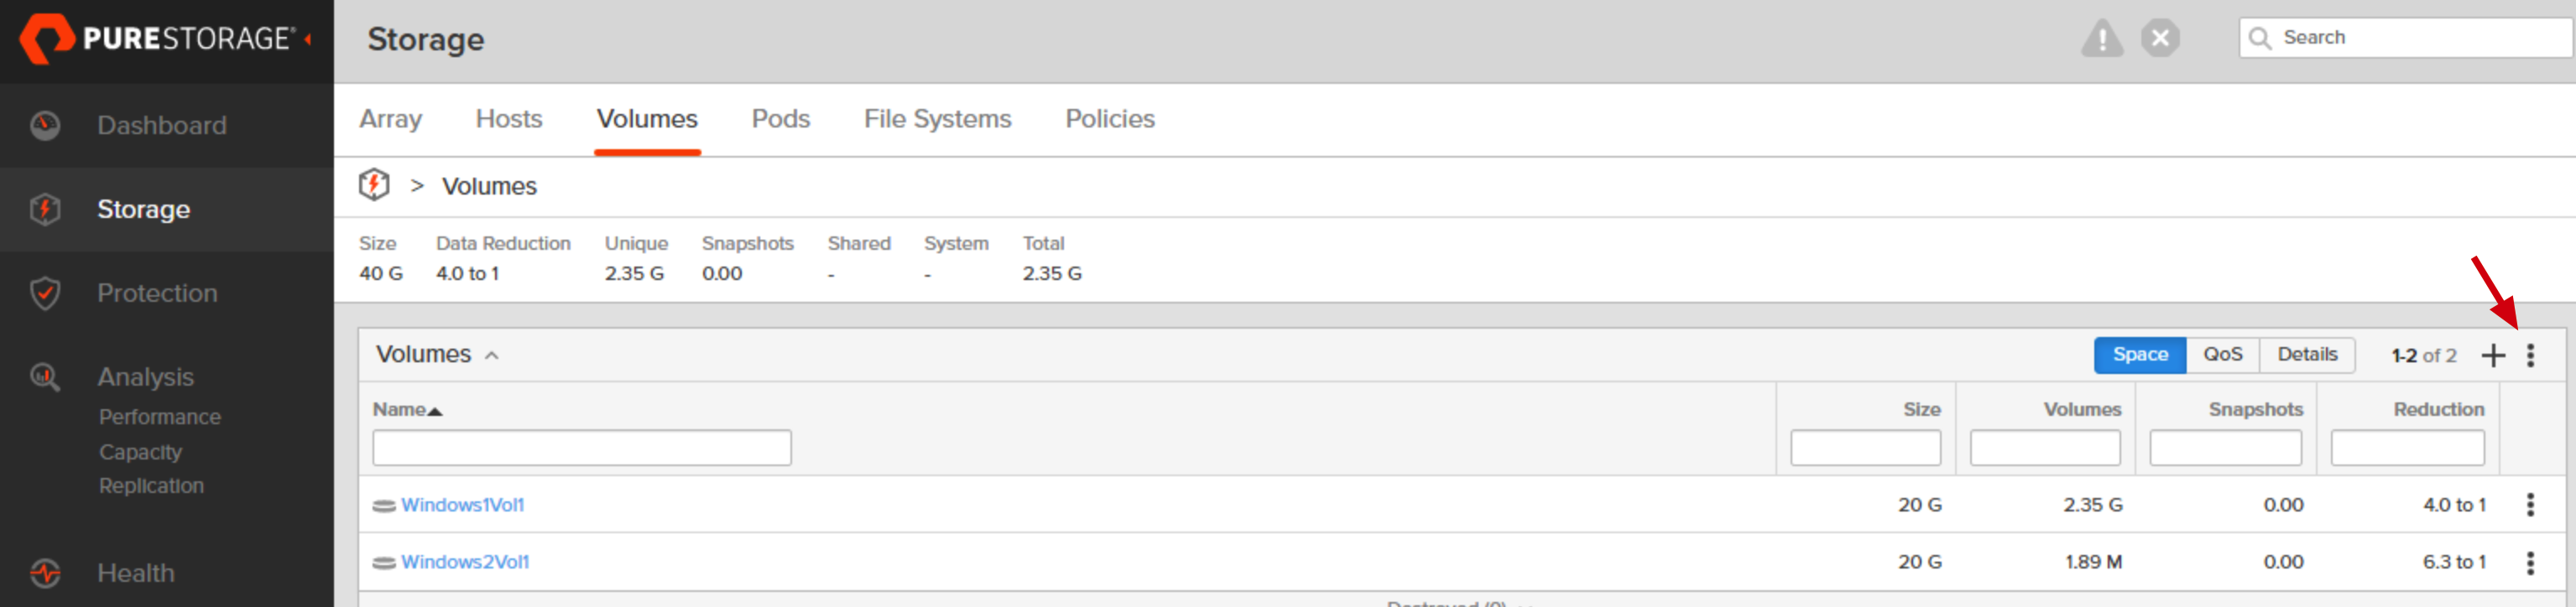 PURESTORAGE®
Storage
Search
Dashboard
Storage
Protection
Analysis
Performance
Capacity
Replication
Health
Array Hosts Volumes Pods File Systems Policies
> Volumes
Size Data Reduction Unique Snapshots Shared System Total
40 G 4.0 to 1 2.35 G 0.00 - - 2.35 G
Volumes Space QoS Details 1-2 of 2 +
Name Size Volumes Snapshots Reduction
Windows1Vol1 20 G 2.35 G 0.00 4.0 to 1
Windows2Vol1 20 G 1.89 M 0.00 6.3 to 1